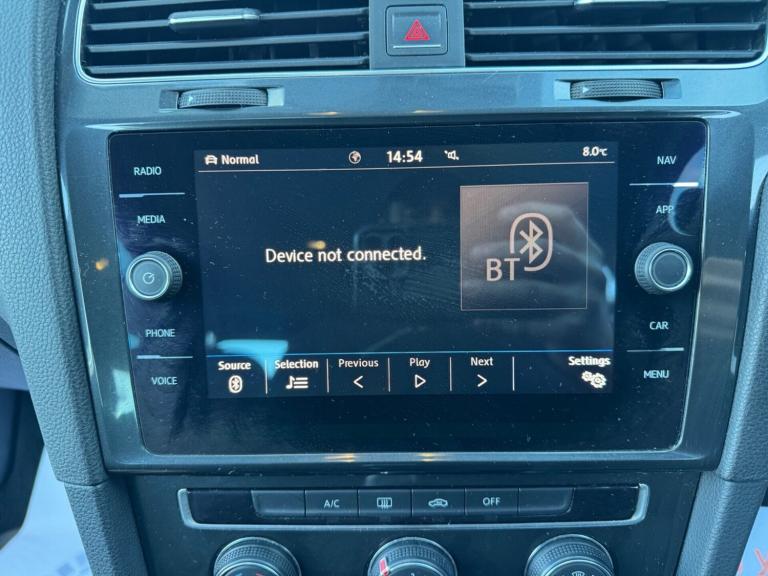 Normal 14:54 8.0°C
RADIO
MEDIA
PHONE
VOICE
Device not connected.
BT
NAV
APP
CAR
MENU
Source Selection Previous Play Next Settings
A/C OFF